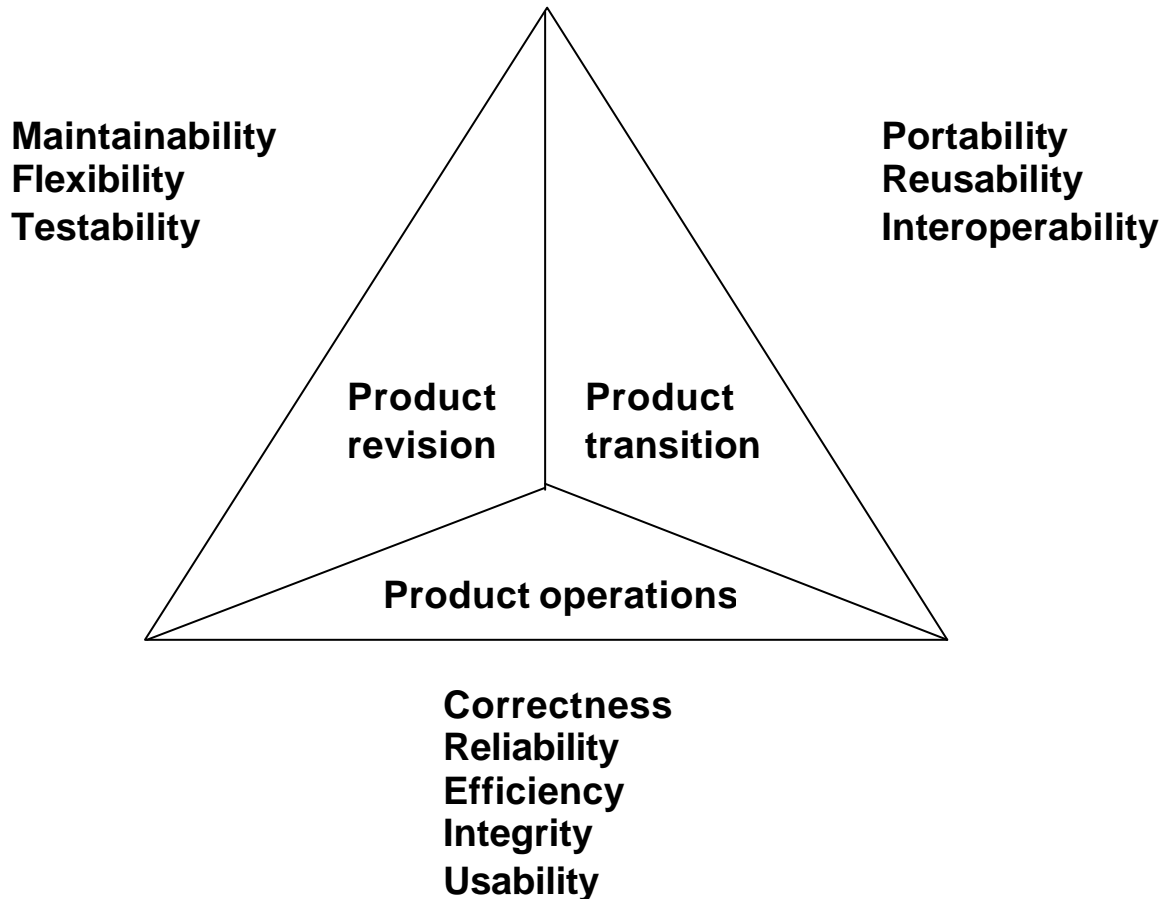 Maintainability
Flexibility
Testability
Portability
Reusability
Interoperability
Product
revision
Product
transition
Product operations
Correctness
Reliability
Efficiency
Integrity
Usability